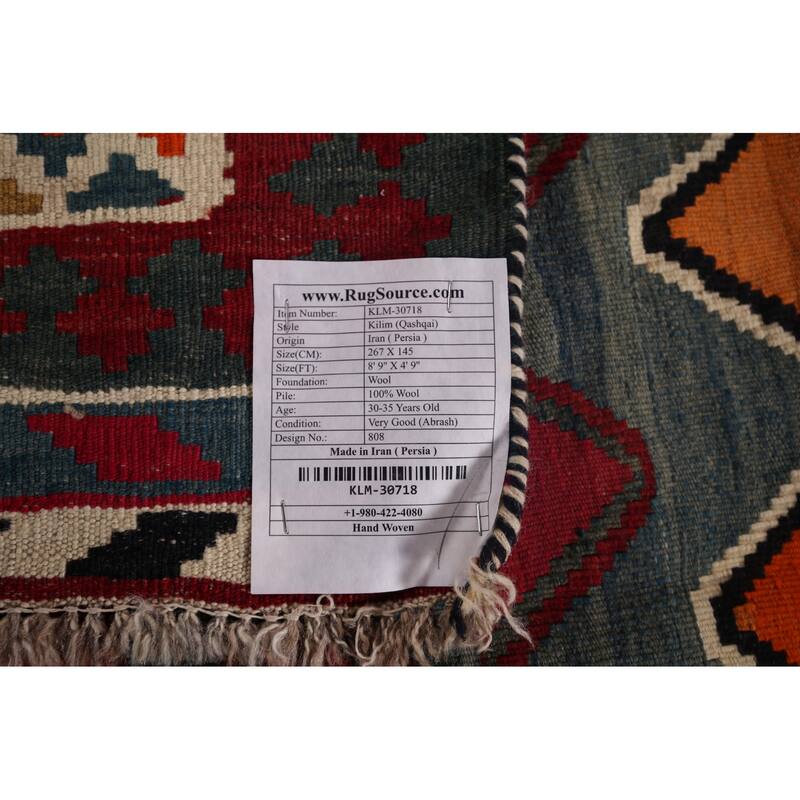 www.RugSource.com
Item Number: KLM-30718
Style Kilim (Qashqai)
Origin Iran ( Persia )
Size(CM): 267 X 145
Size(FT): 8' 9" X 4' 9"
Foundation: Wool
Pile: 100% Wool
Age: 30-35 Years Old
Condition: Very Good (Abrash)
Design No.: 808
Made in Iran ( Persia )
KLM-30718
+1-980-422-4080
Hand Woven